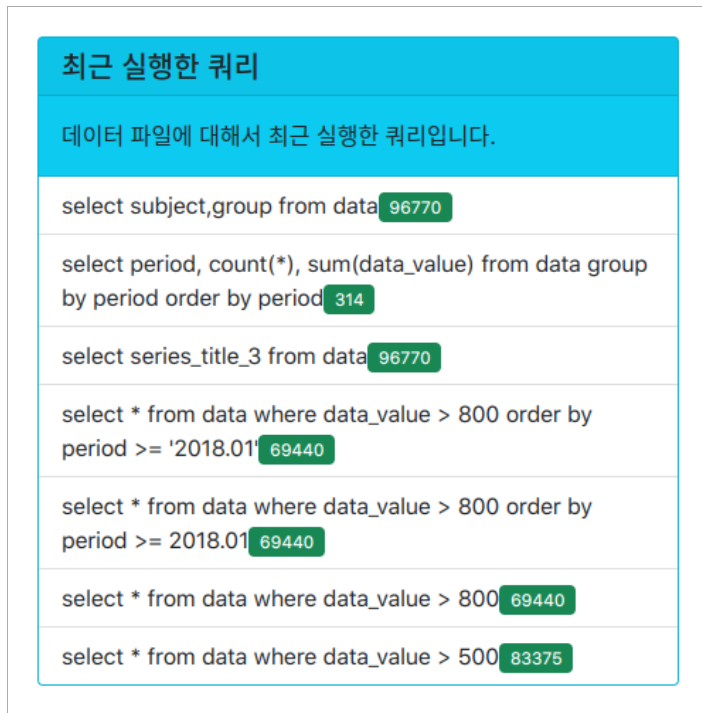 최근 실행한 쿼리
데이터 파일에 대해서 최근 실행한 쿼리입니다.
select subject,group from data 96770
select period, count(*), sum(data_value) from data group
by period order by period 314
select series_title_3 from data 96770
select * from data where data_value > 800 order by
period >= '2018.01' 69440
select * from data where data_value > 800 order by
period >= 2018.01 69440
select * from data where data_value > 800 69440
select * from data where data_value > 500 83375